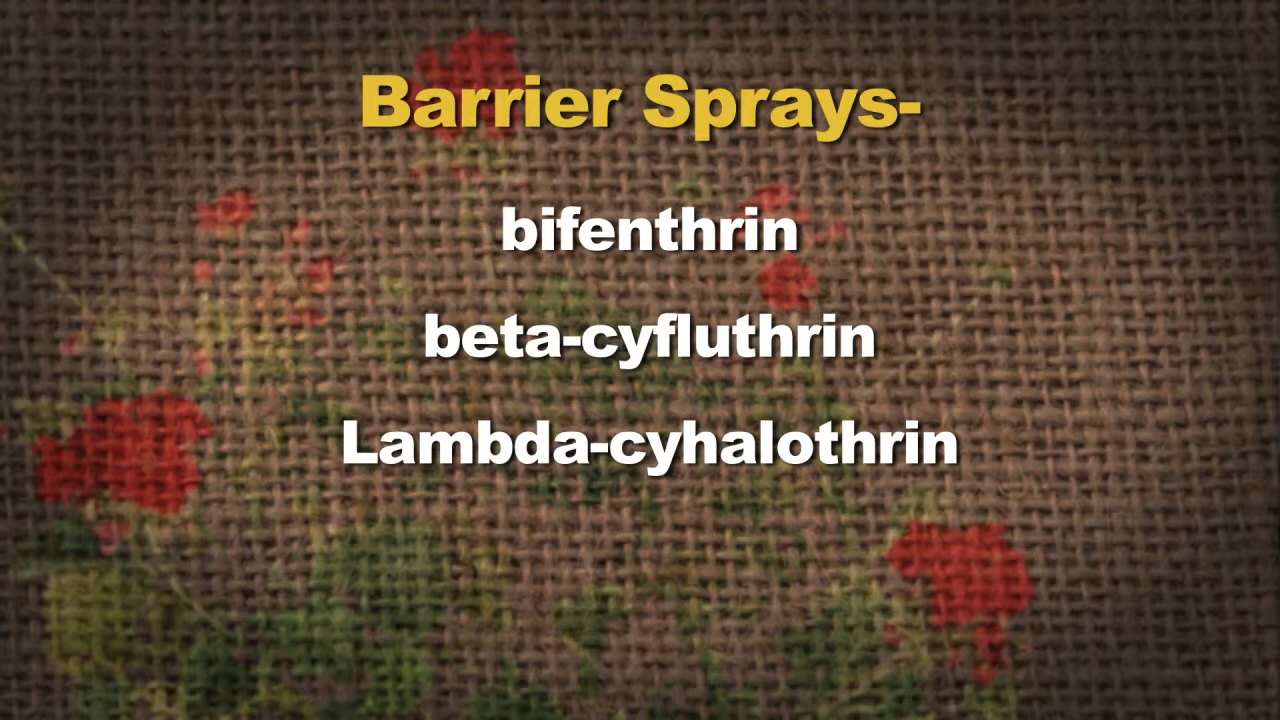 Barrier Sprays-
bifenthrin
beta-cyfluthrin
Lambda-cyhalothrin